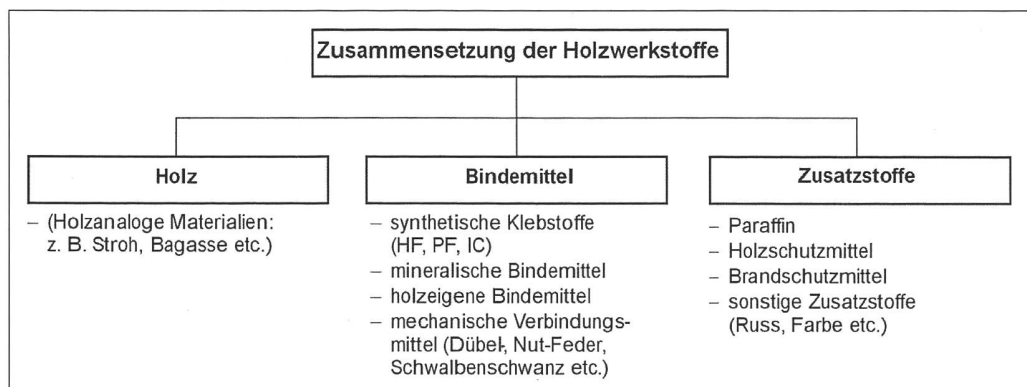 Zusammensetzung der Holzwerkstoffe
Holz
– (Holzanaloge Materialien:
z. B. Stroh, Bagasse etc.)
Bindemittel
– synthetische Klebstoffe
(HF, PF, IC)
– mineralische Bindemittel
– holzeigene Bindemittel
– mechanische Verbindungs-
mittel (Dübel-, Nut-Feder,
Schwalbenschwanz etc.)
Zusatzstoffe
– Paraffin
– Holzschutzmittel
– Brandschutzmittel
– sonstige Zusatzstoffe
(Russ, Farbe etc.)